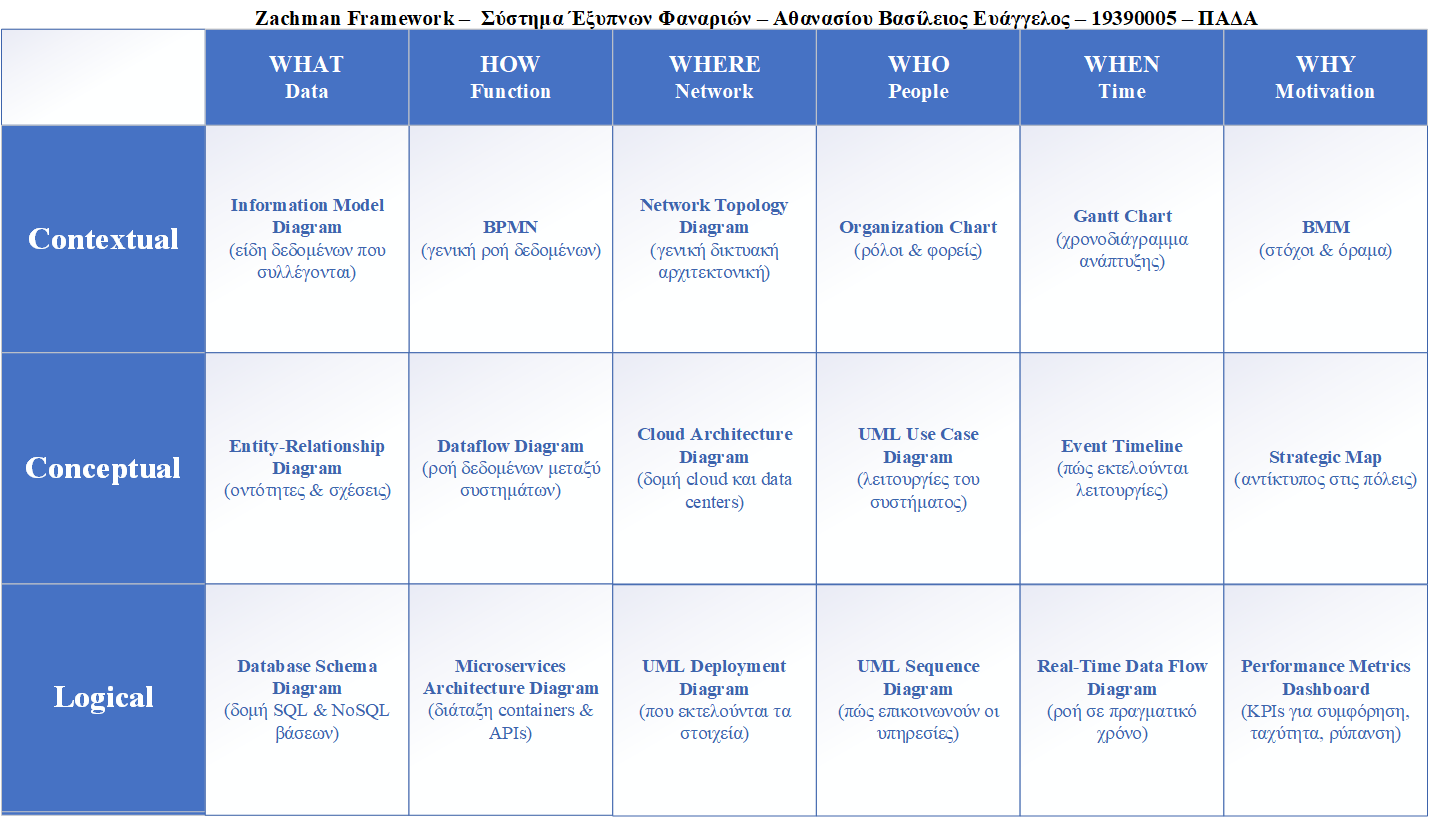 Zachman Framework – Σύστημα Έξυπνων Φαναριών – Αθανασίου Βασίλειος Ευάγγελος – 19390005 – ΠΑΔΑ
WHAT
Data
HOW
Function
WHERE
Network
WHO
People
WHEN
Time
WHY
Motivation
Contextual
Information Model
Diagram
(είδη δεδομένων που
συλλέγονται)
BPMN
(γενική ροή δεδομένων)
Network Topology
Diagram
(γενική δικτυακή
αρχιτεκτονική)
Organization Chart
(ρόλοι & φορείς)
Gantt Chart
(χρονοδιάγραμμα
ανάπτυξης)
BMM
(στόχοι & όραμα)
Conceptual
Entity-Relationship
Diagram
(οντότητες & σχέσεις)
Dataflow Diagram
(ροή δεδομένων μεταξύ
συστημάτων)
Cloud Architecture
Diagram
(δομή cloud και data
centers)
UML Use Case
Diagram
(λειτουργίες του
συστήματος)
Event Timeline
(πώς εκτελούνται
λειτουργίες)
Strategic Map
(αντίκτυπος στις πόλεις)
Logical
Database Schema
Diagram
(δομή SQL & NoSQL
βάσεων)
Microservices
Architecture Diagram
(διάταξη containers &
APIs)
UML Deployment
Diagram
(που εκτελούνται τα
στοιχεία)
UML Sequence
Diagram
(πώς επικοινωνούν οι
υπηρεσίες)
Real-Time Data Flow
Diagram
(ροή σε πραγματικό
χρόνο)
Performance Metrics
Dashboard
(KPIs για συμφόρηση,
ταχύτητα, ρύπανση)